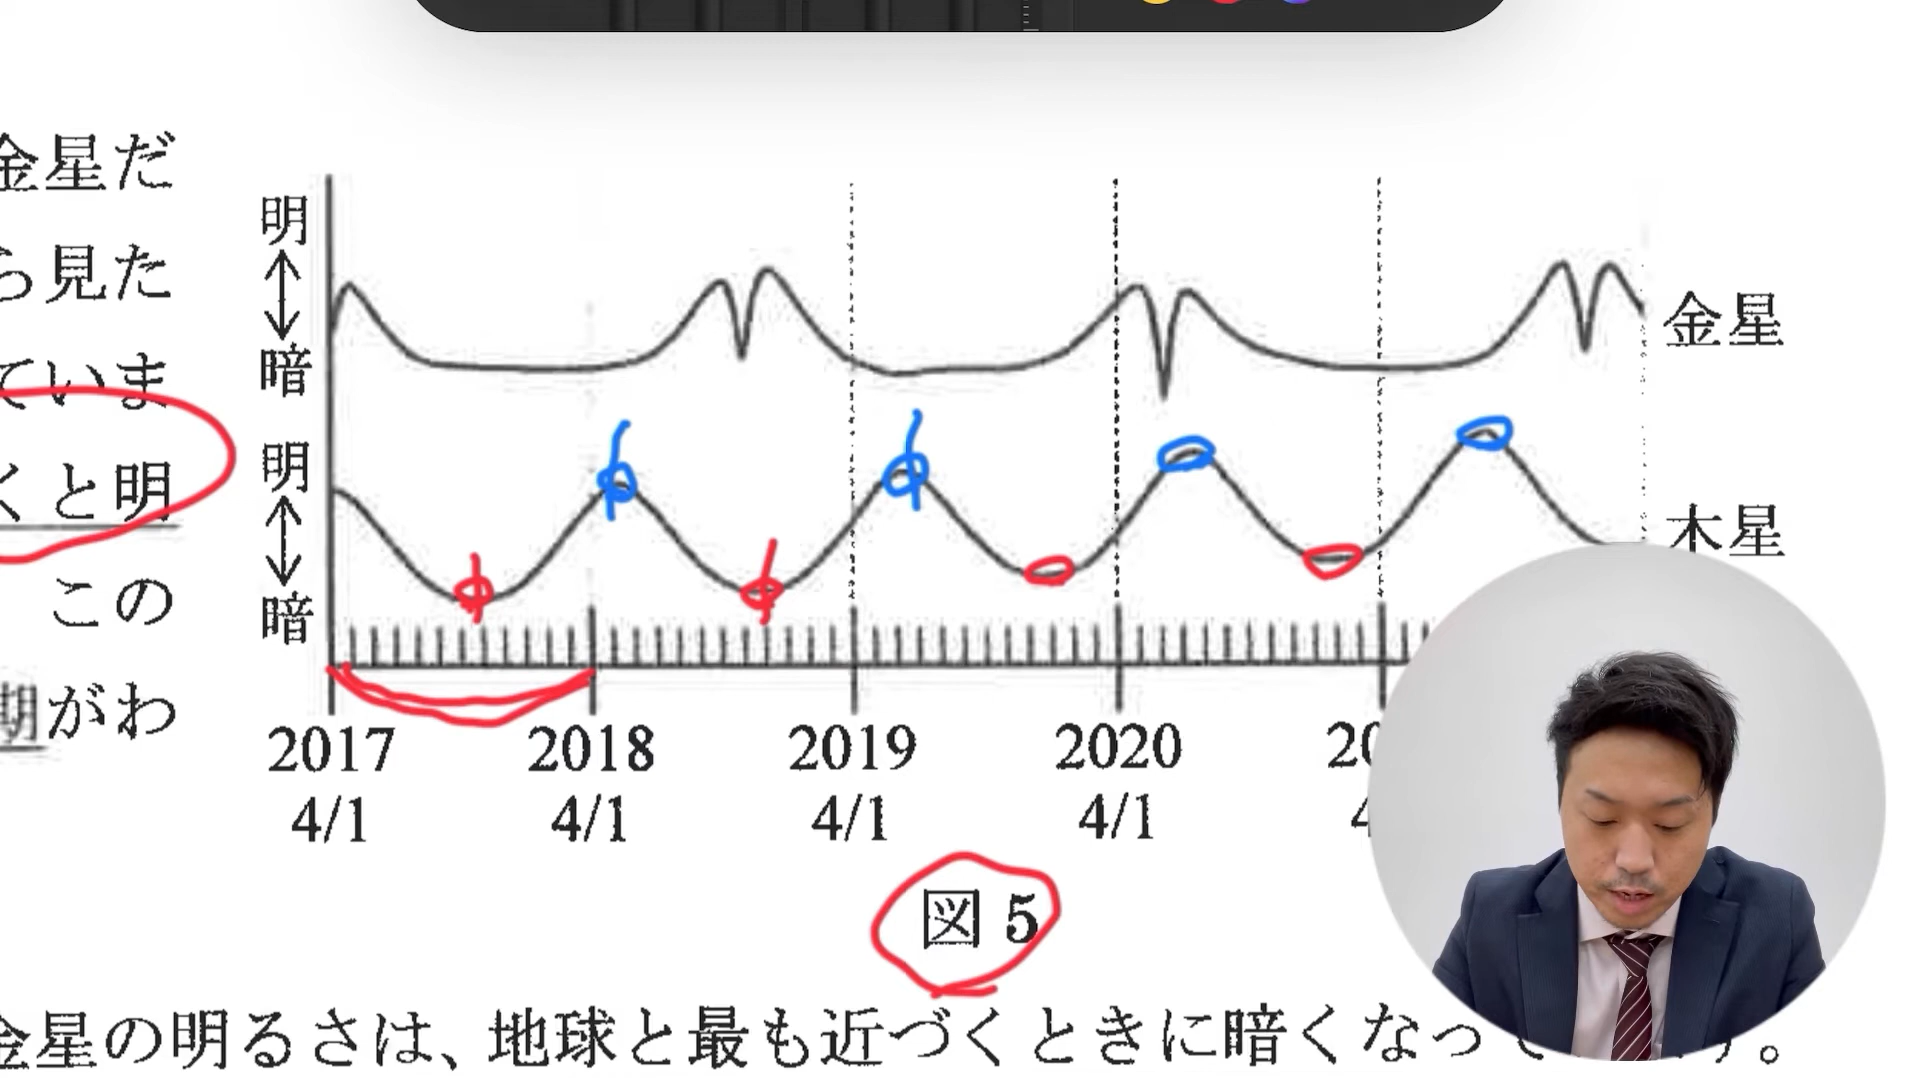 金星だ
ら見た
ていま
くと明
この
期がわ
明
暗
明
暗
金星
木星
2017 2018 2019 2020 20
4/1 4/1 4/1 4/1 4
図 5
金星の明るさは、地球と最も近づくときに暗くなっ